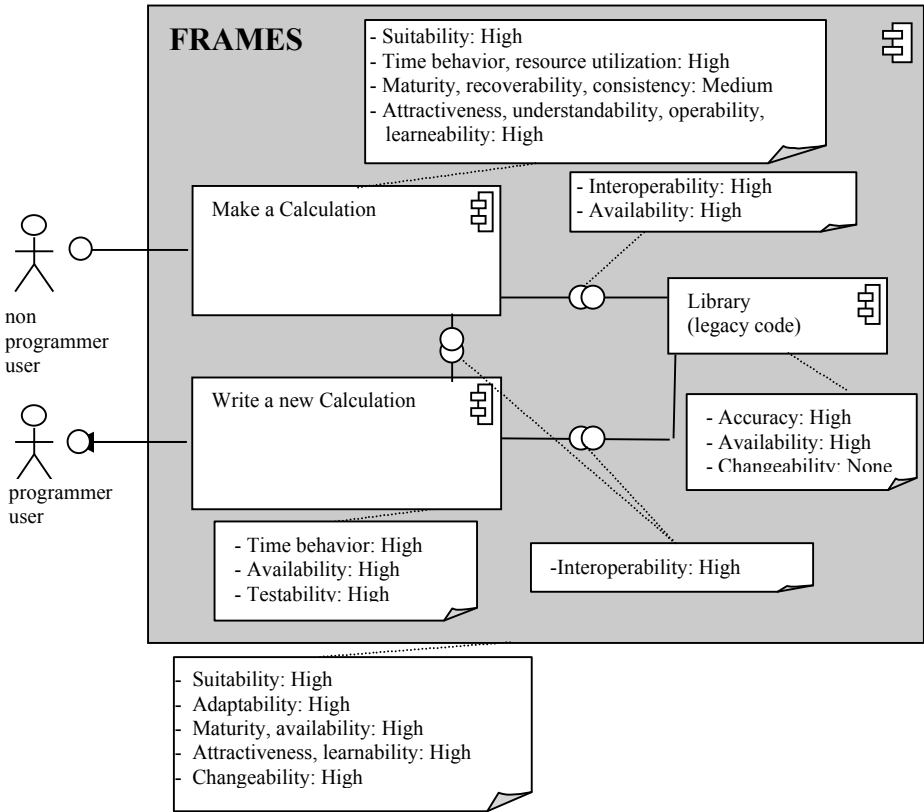 FRAMES
- Suitability: High
- Time behavior, resource utilization: High
- Maturity, recoverability, consistency: Medium
- Attractiveness, understandability, operability,
learneability: High
- Interoperability: High
- Availability: High
Make a Calculation
non
programmer
user
Library
(legacy code)
Write a new Calculation
- Accuracy: High
- Availability: High
- Changeability: None
programmer
user
- Time behavior: High
- Availability: High
- Testability: High
-Interoperability: High
- Suitability: High
- Adaptability: High
- Maturity, availability: High
- Attractiveness, learnability: High
- Changeability: High